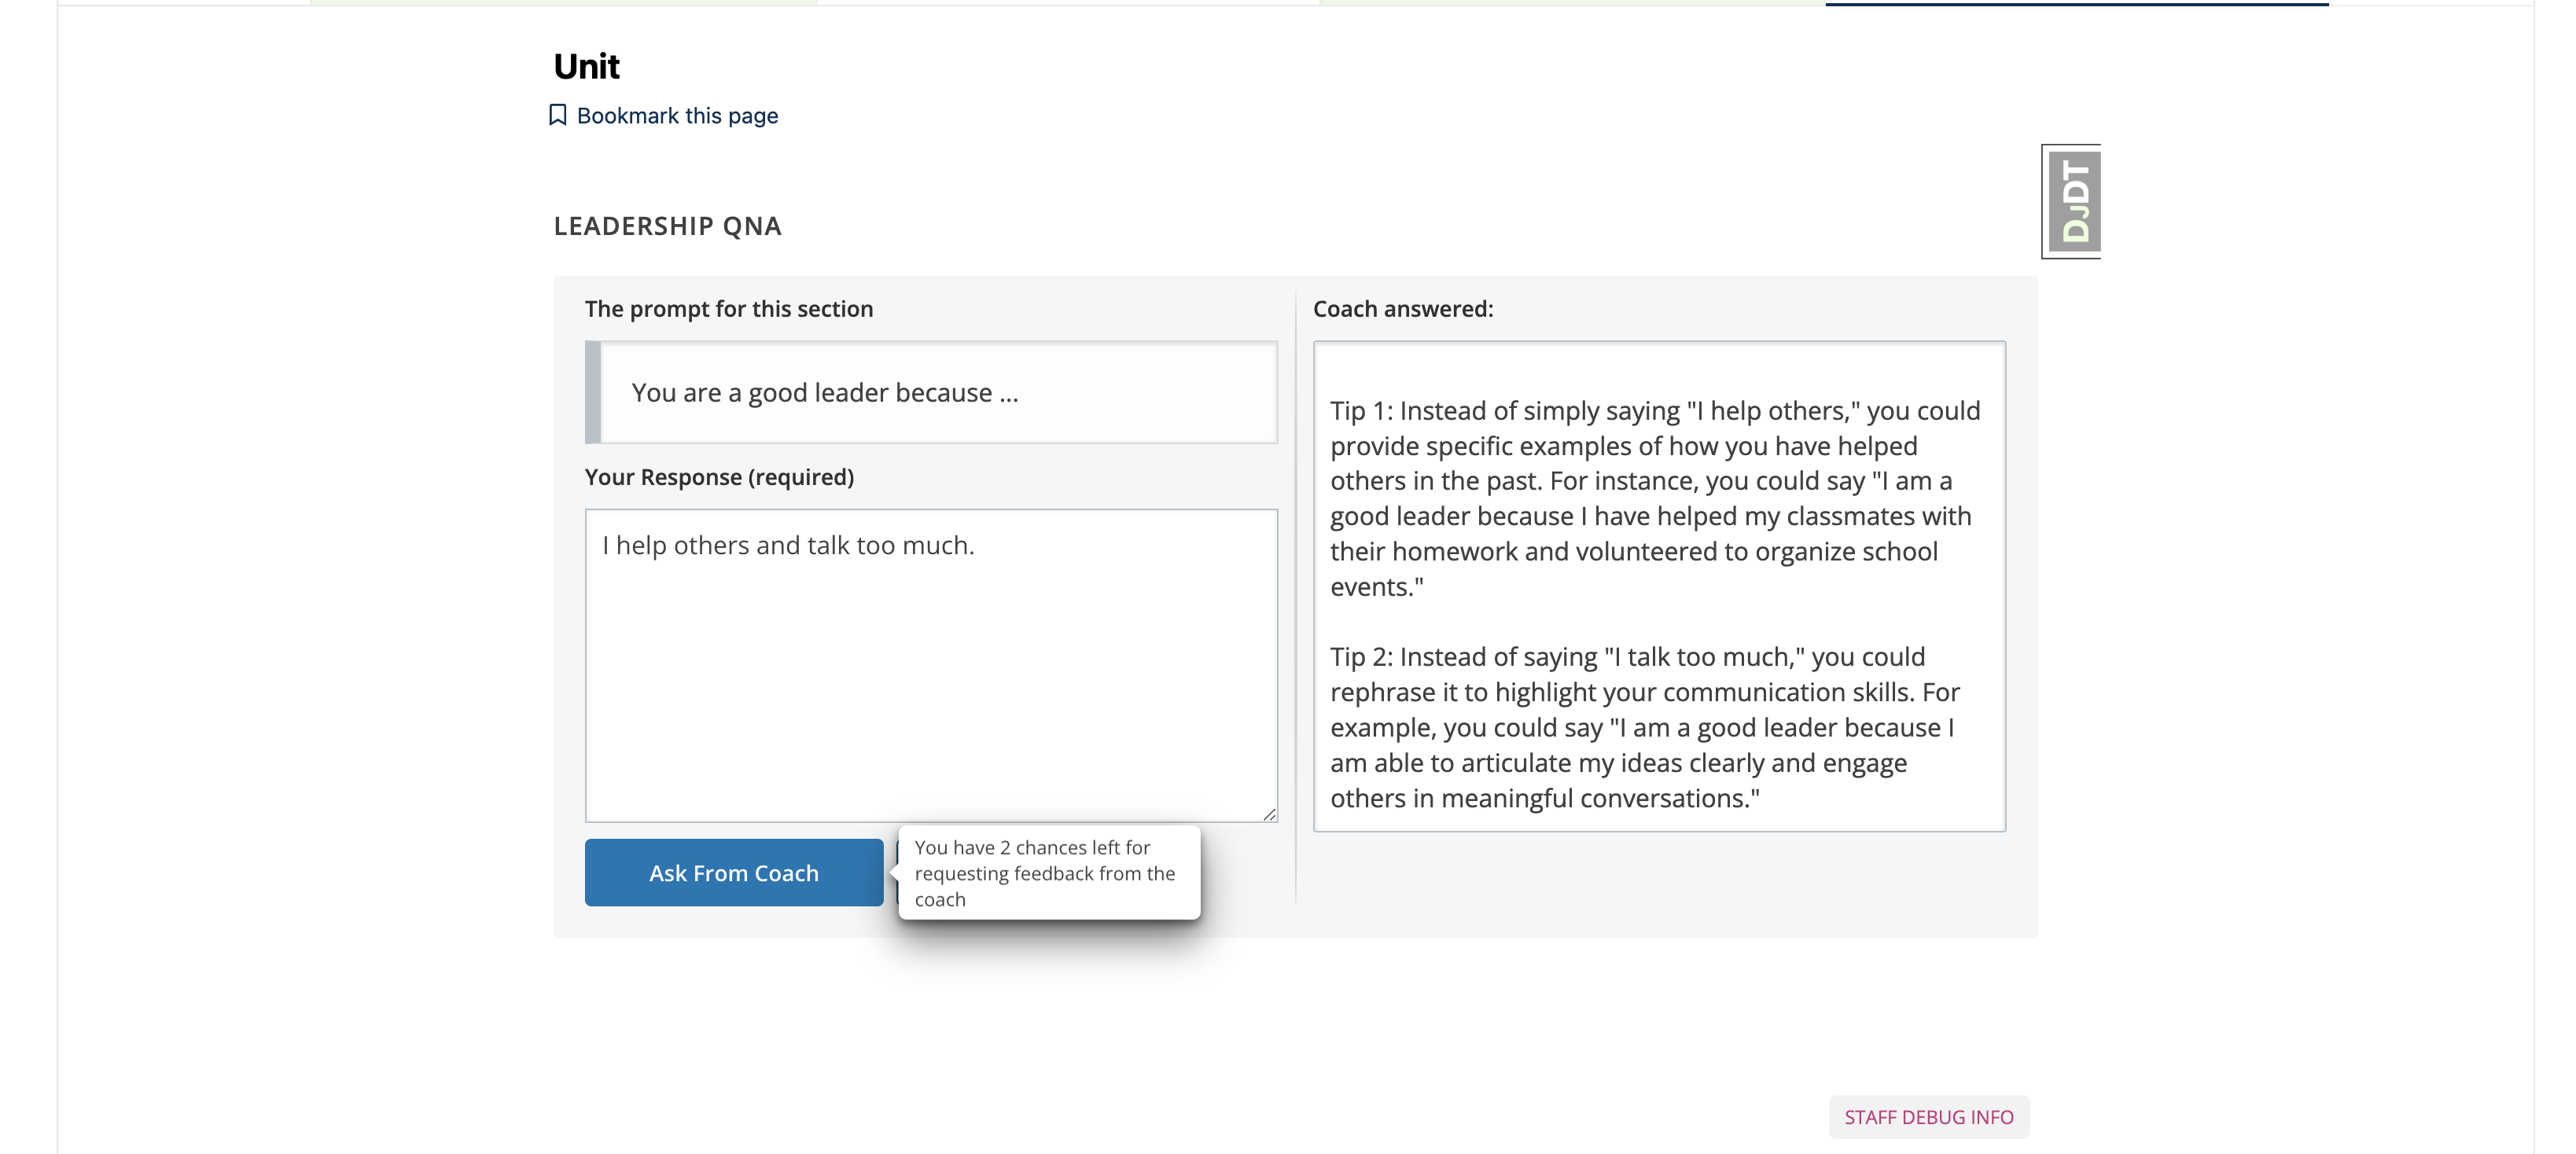 Unit
Bookmark this page
DJDT
LEADERSHIP QNA
The prompt for this section
You are a good leader because ...
Your Response (required)
I help others and talk too much.
Ask From Coach
You have 2 chances left for
requesting feedback from the
coach
Coach answered:
Tip 1: Instead of simply saying "I help others," you could
provide specific examples of how you have helped
others in the past. For instance, you could say "I am a
good leader because I have helped my classmates with
their homework and volunteered to organize school
events."
Tip 2: Instead of saying "I talk too much," you could
rephrase it to highlight your communication skills. For
example, you could say "I am a good leader because I
am able to articulate my ideas clearly and engage
others in meaningful conversations."
STAFF DEBUG INFO